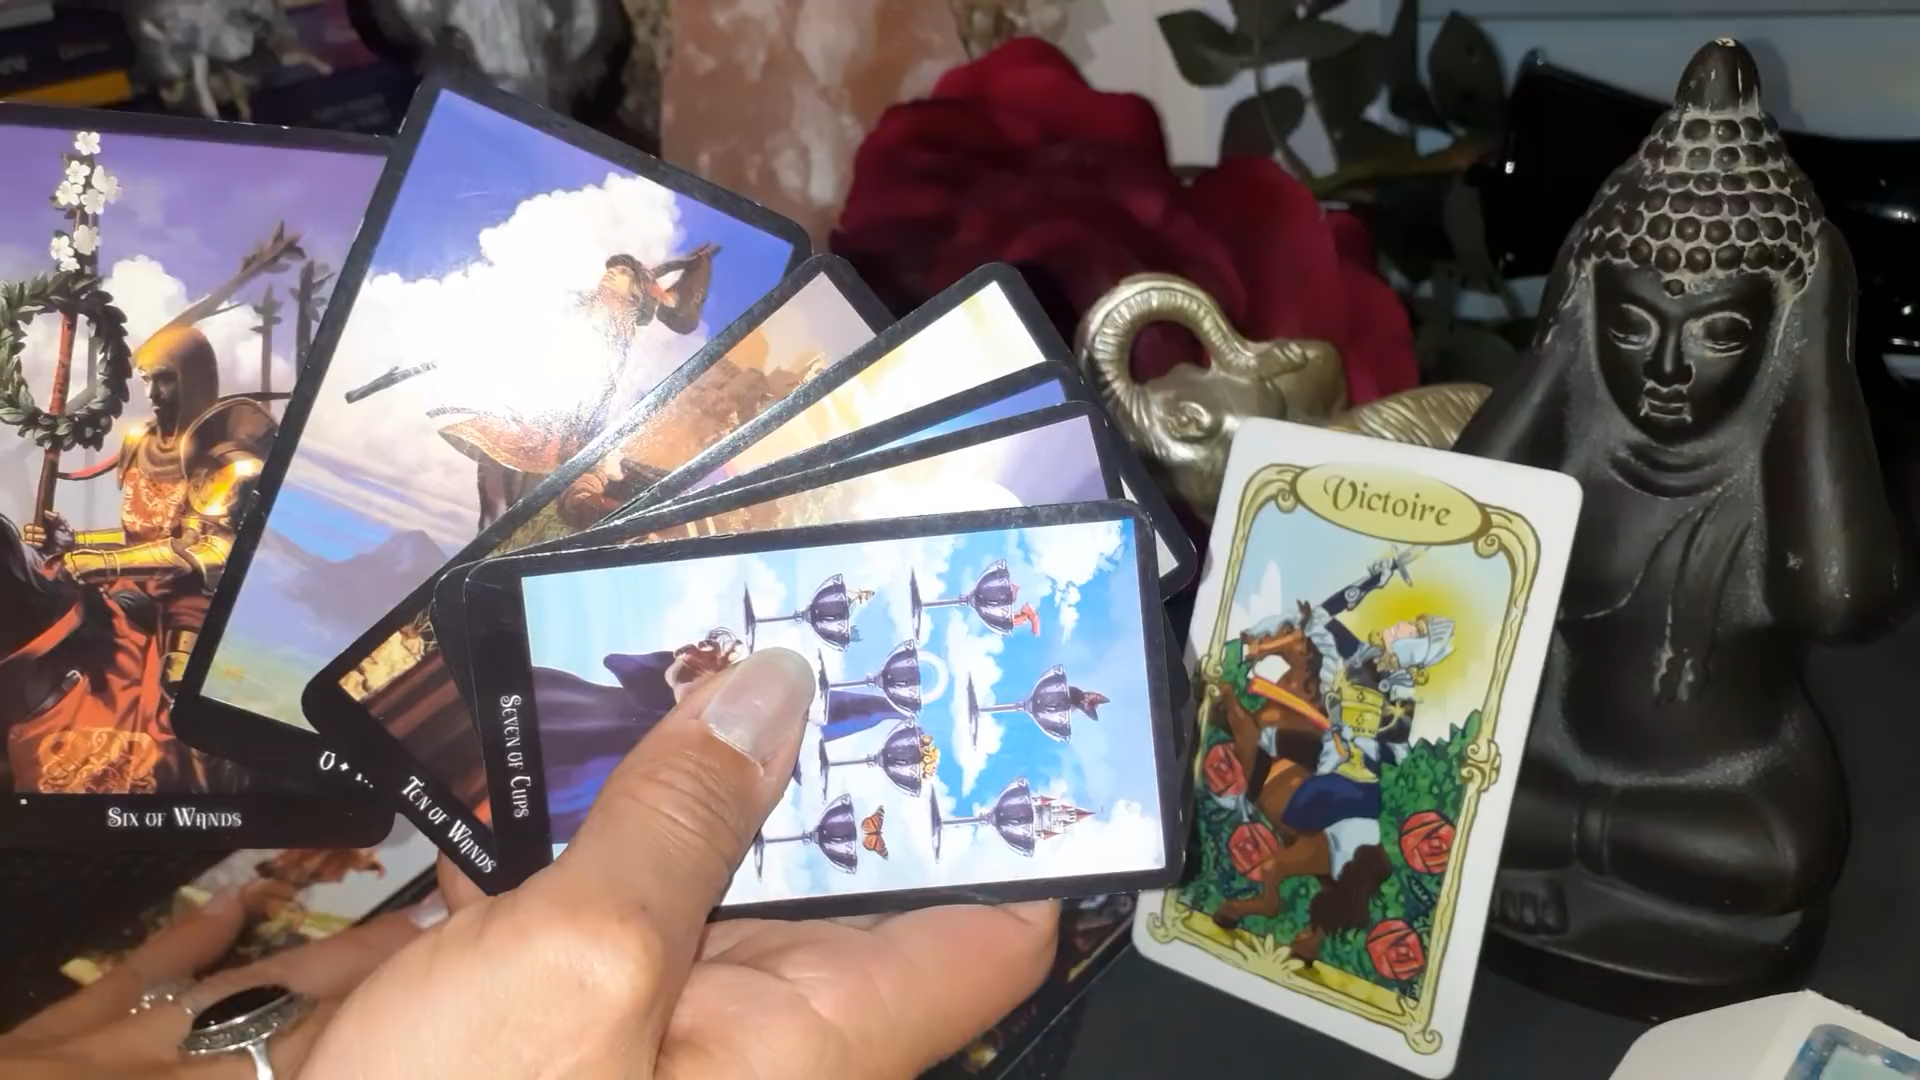 Victoire
Six of Wands
Ten of Wands
Seven of Cups